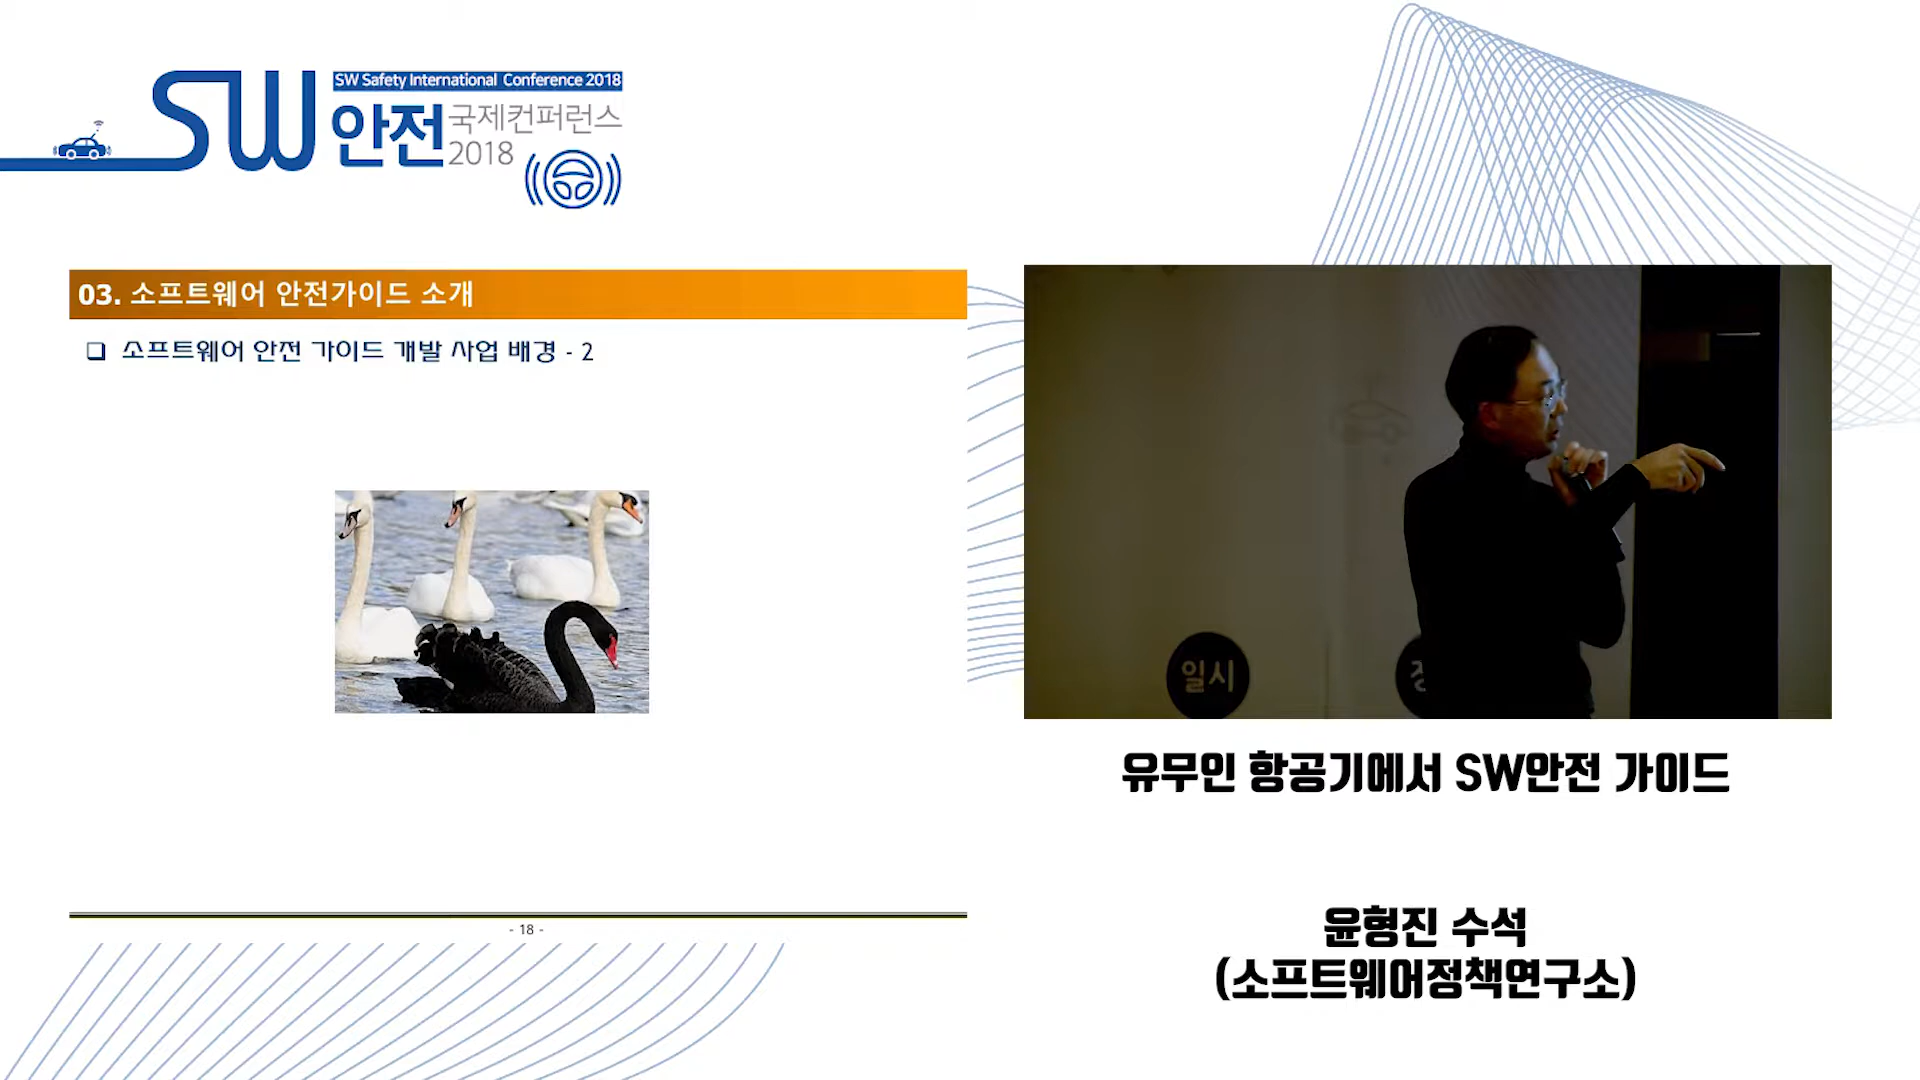 SW
SW Safety International Conference 2018
안전
국제컨퍼런스
2018
03. 소프트웨어 안전가이드 소개
소프트웨어 안전 가이드 개발 사업 배경 - 2
- 18 -
일시
유무인 항공기에서 SW안전 가이드
윤형진 수석
(소프트웨어정책연구소)